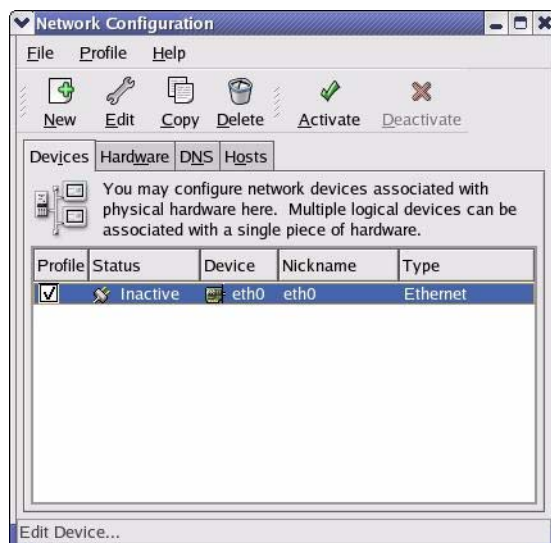 Network Configuration
File Profile Help
New Edit Copy Delete Activate Deactivate
Devices Hardware DNS Hosts
You may configure network devices associated with
physical hardware here. Multiple logical devices can be
associated with a single piece of hardware.
Profile Status Device Nickname Type
Inactive eth0 eth0 Ethernet
Edit Device...